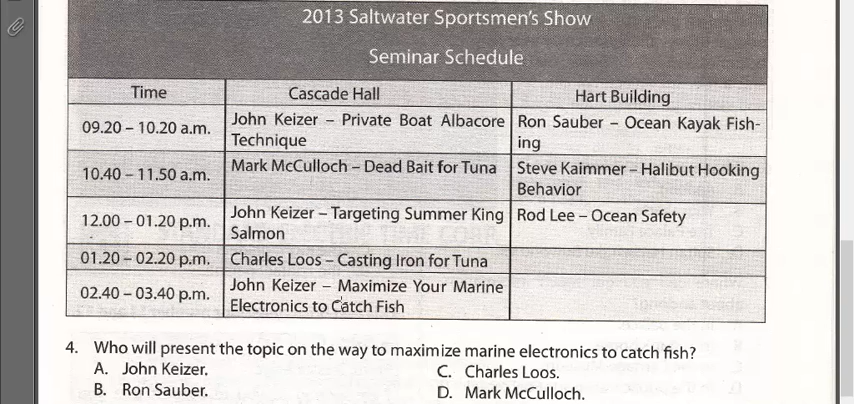 2013 Saltwater Sportsmen's Show
Seminar Schedule
Time Cascade Hall Hart Building
09.20 – 10.20 a.m. John Keizer – Private Boat Albacore Ron Sauber – Ocean Kayak Fish-
Technique ing
10.40 – 11.50 a.m. Mark McCulloch – Dead Bait for Tuna Steve Kaimmer – Halibut Hooking
Behavior
12.00 – 01.20 p.m. John Keizer – Targeting Summer King Rod Lee – Ocean Safety
Salmon
01.20 – 02.20 p.m. Charles Loos – Casting Iron for Tuna
02.40 – 03.40 p.m. John Keizer – Maximize Your Marine
Electronics to Catch Fish
4. Who will present the topic on the way to maximize marine electronics to catch fish?
A. John Keizer. C. Charles Loos.
B. Ron Sauber. D. Mark McCulloch.